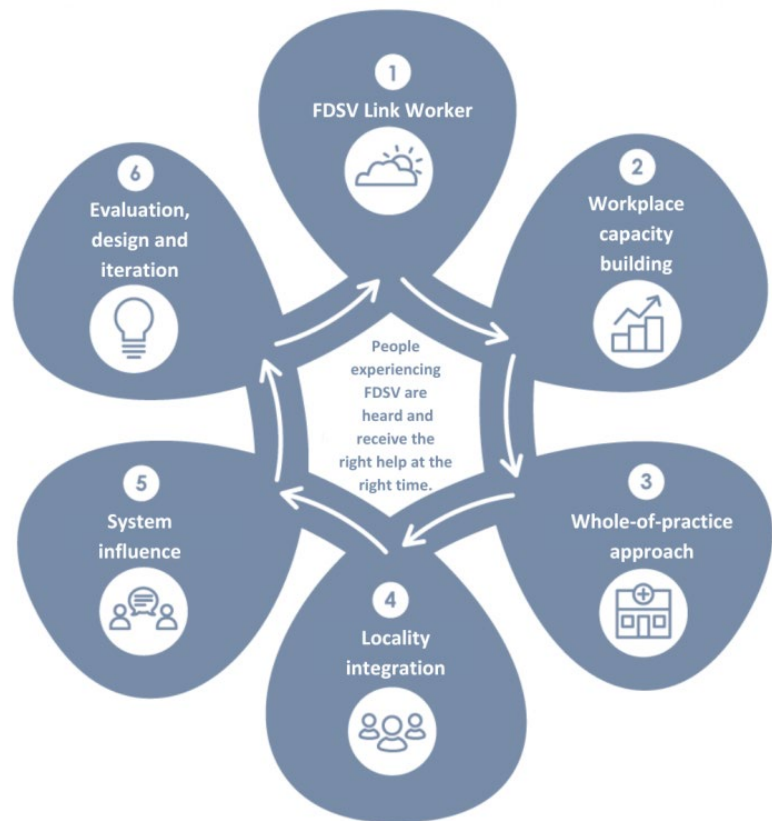 1
FDSV Link Worker
2
Workplace
capacity
building
3
Whole-of-practice
approach
4
Locality
integration
5
System
influence
6
Evaluation,
design and
iteration
People
experiencing
FDSV are
heard and
receive the
right help at the
right time.